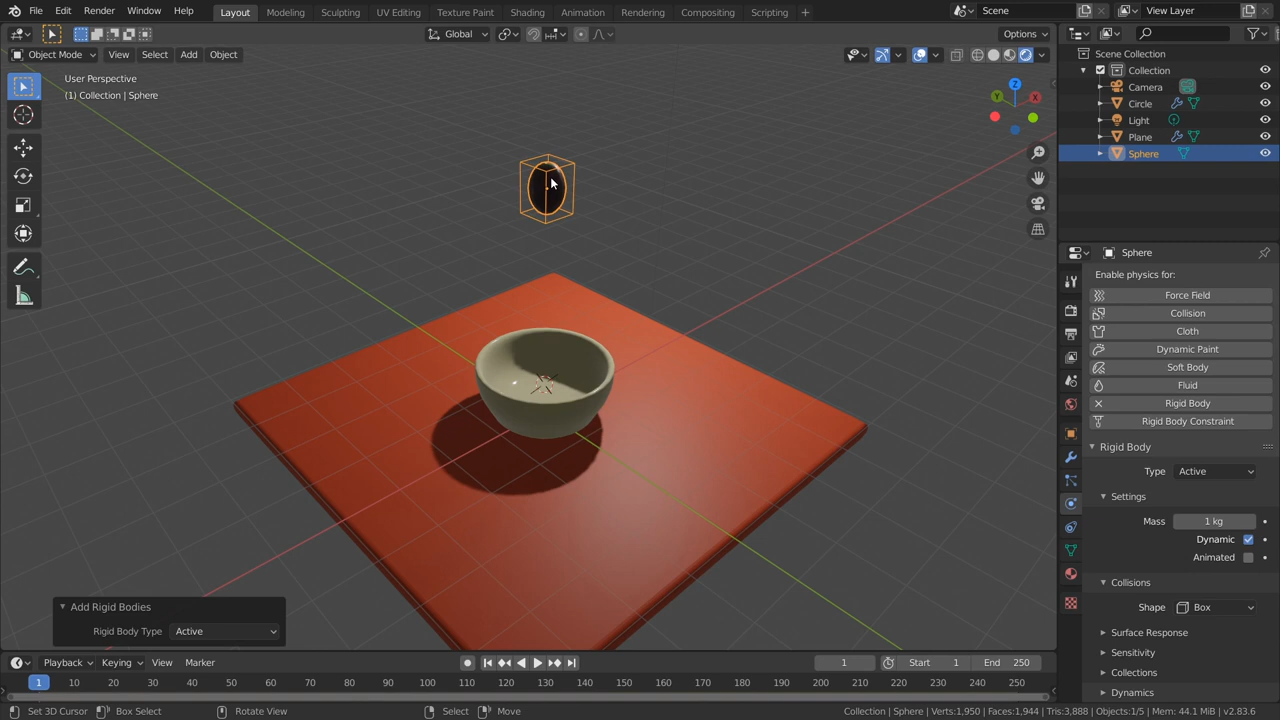 File Edit Render Window Help Layout Modeling Sculpting UV Editing Texture Paint Shading Animation Rendering Compositing Scripting + Scene View Layer
Global Options
Object Mode View Select Add Object
User Perspective
(1) Collection | Sphere
Z
Y X
Scene Collection
Collection
Camera
Circle
Light
Plane
Sphere
Sphere
Enable physics for:
Force Field
Collision
Cloth
Dynamic Paint
Soft Body
Fluid
Rigid Body
Rigid Body Constraint
Rigid Body
Type Active
Settings
Mass 1 kg
Dynamic
Animated
Collisions
Shape Box
Surface Response
Sensitivity
Collections
Dynamics
Add Rigid Bodies
Rigid Body Type Active
Playback Keying View Marker 1 Start 1 End 250
1 10 20 30 40 50 60 70 80 90 100 110 120 130 140 150 160 170 180 190 200 210 220 230 240 250
Set 3D Cursor Box Select Rotate View Select Move Collection | Sphere | Verts:1,950 | Faces:1,944 | Tris:3,888 | Objects:1/5 | Mem: 44.1 MiB | v2.83.6